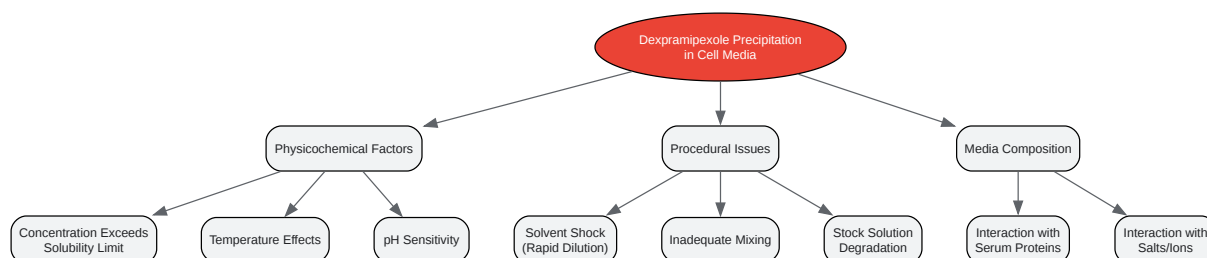 Dexpramipexole Precipitation
in Cell Media
Physicochemical Factors
Procedural Issues
Media Composition
Concentration Exceeds
Solubility Limit
Temperature Effects
pH Sensitivity
Solvent Shock
(Rapid Dilution)
Inadequate Mixing
Stock Solution
Degradation
Interaction with
Serum Proteins
Interaction with
Salts/Ions